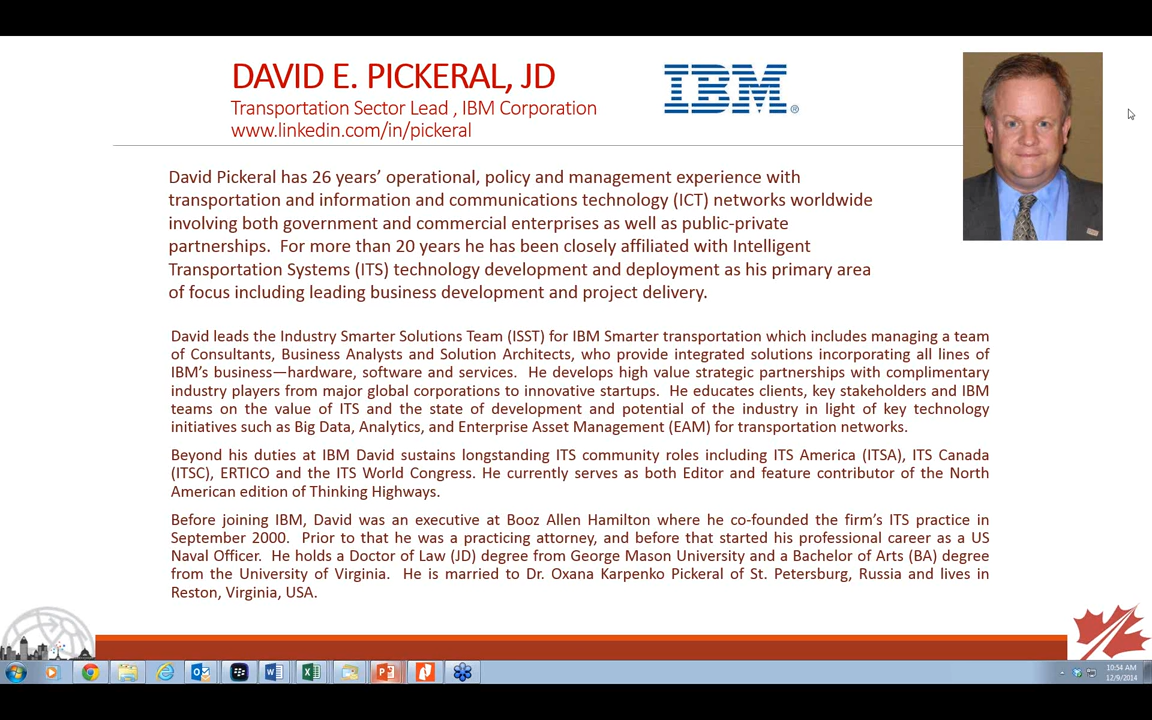 DAVID E. PICKERAL, JD
Transportation Sector Lead , IBM Corporation
www.linkedin.com/in/pickeral
IBM®
David Pickeral has 26 years’ operational, policy and management experience with
transportation and information and communications technology (ICT) networks worldwide
involving both government and commercial enterprises as well as public-private
partnerships. For more than 20 years he has been closely affiliated with Intelligent
Transportation Systems (ITS) technology development and deployment as his primary area
of focus including leading business development and project delivery.
David leads the Industry Smarter Solutions Team (ISST) for IBM Smarter transportation which includes managing a team
of Consultants, Business Analysts and Solution Architects, who provide integrated solutions incorporating all lines of
IBM’s business—hardware, software and services. He develops high value strategic partnerships with complimentary
industry players from major global corporations to innovative startups. He educates clients, key stakeholders and IBM
teams on the value of ITS and the state of development and potential of the industry in light of key technology
initiatives such as Big Data, Analytics, and Enterprise Asset Management (EAM) for transportation networks.
Beyond his duties at IBM David sustains longstanding ITS community roles including ITS America (ITSA), ITS Canada
(ITSC), ERTICO and the ITS World Congress. He currently serves as both Editor and feature contributor of the North
American edition of Thinking Highways.
Before joining IBM, David was an executive at Booz Allen Hamilton where he co-founded the firm’s ITS practice in
September 2000. Prior to that he was a practicing attorney, and before that started his professional career as a US
Naval Officer. He holds a Doctor of Law (JD) degree from George Mason University and a Bachelor of Arts (BA) degree
from the University of Virginia. He is married to Dr. Oxana Karpenko Pickeral of St. Petersburg, Russia and lives in
Reston, Virginia, USA.
10:54 AM
12/9/2014